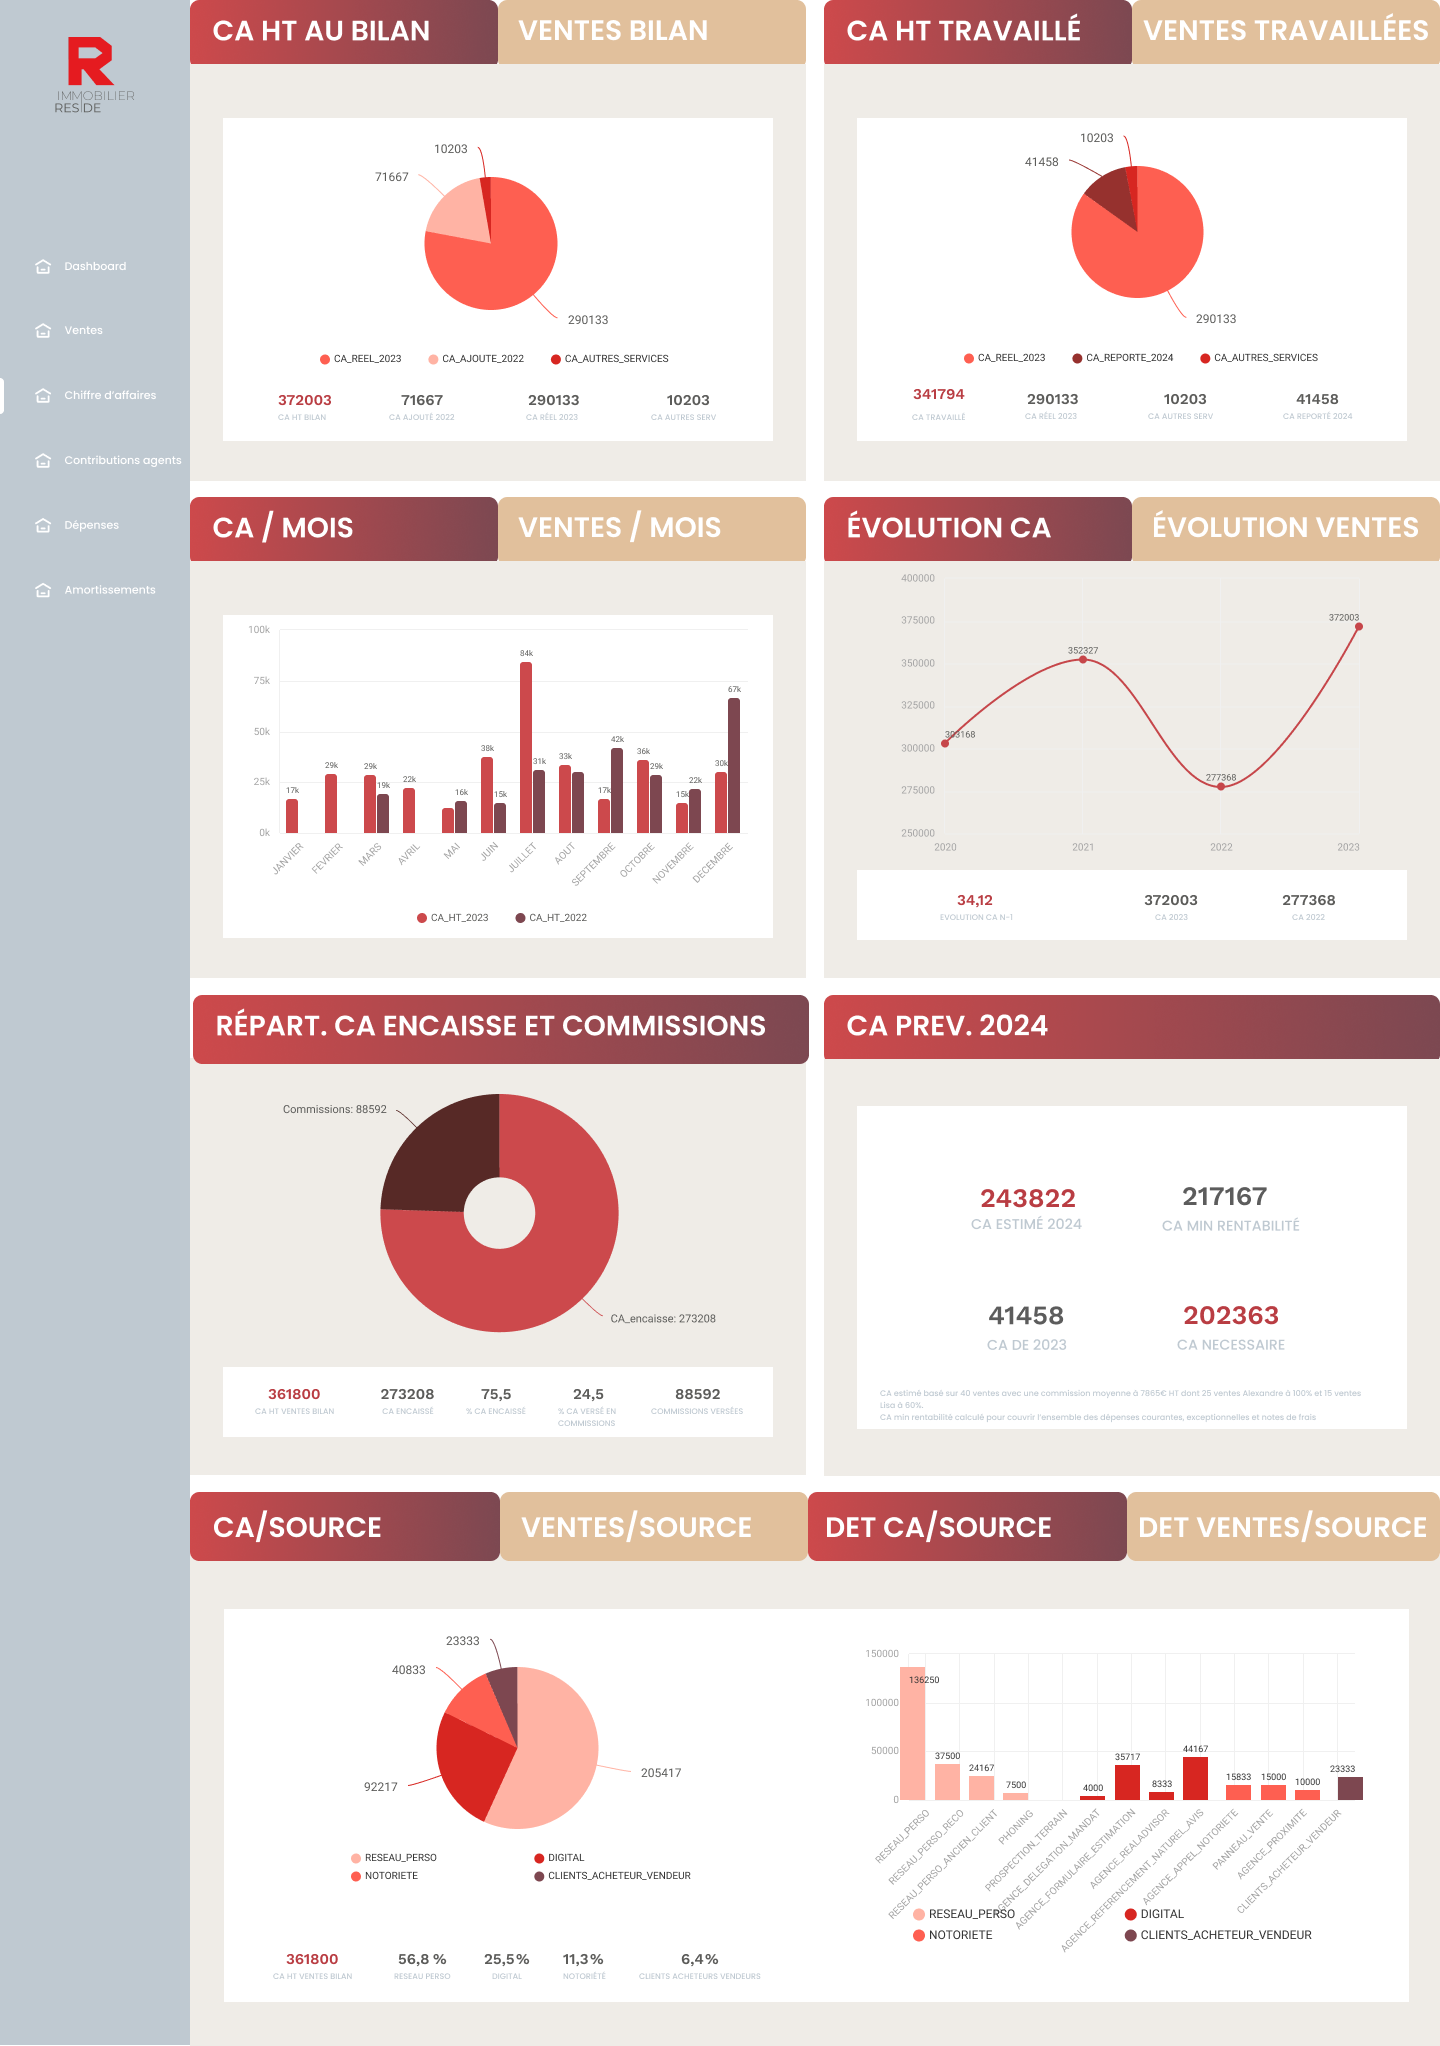 IMMOBILIER
RESIDE
Dashboard
Ventes
Chiffre d'affaires
Contributions agents
Dépenses
Amortissements
CA HT AU BILAN
VENTES BILAN
10203
71667
290133
CA_REEL_2023
CA_AJOUTE_2022
CA_AUTRES_SERVICES
372003
71667
290133
10203
CA HT BILAN
CA AJOUTÉ 2022
CA RÉEL 2023
CA AUTRES SERV
CA HT TRAVAILLÉ
VENTES TRAVAILLÉES
10203
41458
290133
CA_REEL_2023
CA_REPORTE_2024
CA_AUTRES_SERVICES
341794
290133
10203
41458
CA TRAVAILLÉ
CA RÉEL 2023
CA AUTRES SERV
CA REPORTÉ 2024
CA / MOIS
VENTES / MOIS
100k
75k
50k
25k
0k
17k
29k
29k
19k
22k
16k
38k
15k
84k
31k
33k
17k
42k
36k
29k
15k
22k
30k
67k
JANVIER
FEVRIER
MARS
AVRIL
MAI
JUIN
JUILLET
AOUT
SEPTEMBRE
OCTOBRE
NOVEMBRE
DECEMBRE
CA_HT_2023
CA_HT_2022
ÉVOLUTION CA
ÉVOLUTION VENTES
400000
375000
350000
325000
300000
275000
250000
303168
352327
277368
372003
2020
2021
2022
2023
34,12
372003
277368
EVOLUTION CA N-1
CA 2023
CA 2022
RÉPART. CA ENCAISSE ET COMMISSIONS
Commissions: 88592
CA_encaisse: 273208
361800
273208
75,5
24,5
88592
CA HT VENTES BILAN
CA ENCAISSÉ
% CA ENCAISSÉ
% CA VERSÉ EN
COMMISSIONS
COMMISSIONS VERSÉES
CA PREV. 2024
243822
217167
CA ESTIMÉ 2024
CA MIN RENTABILITÉ
41458
202363
CA DE 2023
CA NECESSAIRE
CA estimé basé sur 40 ventes avec une commission moyenne à 7865€ HT dont 25 ventes Alexandre à 100% et 15 ventes
Lisa à 60%.
CA min rentabilité calculé pour couvrir l'ensemble des dépenses courantes, exceptionnelles et notes de frais
CA/SOURCE
VENTES/SOURCE
23333
40833
92217
205417
RESEAU_PERSO
DIGITAL
NOTORIETE
CLIENTS_ACHETEUR_VENDEUR
361800
56,8 %
25,5%
11,3%
6,4%
CA HT VENTES BILAN
RESEAU PERSO
DIGITAL
NOTORIÉTÉ
CLIENTS ACHETEURS VENDEURS
DET CA/SOURCE
DET VENTES/SOURCE
150000
100000
50000
0
136250
37500
24167
7500
4000
35717
8333
44167
15833
15000
10000
23333
RESEAU_PERSO
RESEAU_PERSO_RECO
RESEAU_PERSO_ANCIEN_CLIENT
PHONING
PROSPECTION_TERRAIN
AGENCE_DELEGATION_MANDAT
AGENCE_FORMULAIRE_ESTIMATION
AGENCE_REALADVISOR
AGENCE_REFERENCEMENT_NATUREL_AVIS
AGENCE_APPEL_NOTORIETE
PANNEAU_VENTE
AGENCE_PROXIMITE
CLIENTS_ACHETEUR_VENDEUR
RESEAU_PERSO
DIGITAL
NOTORIETE
CLIENTS_ACHETEUR_VENDEUR